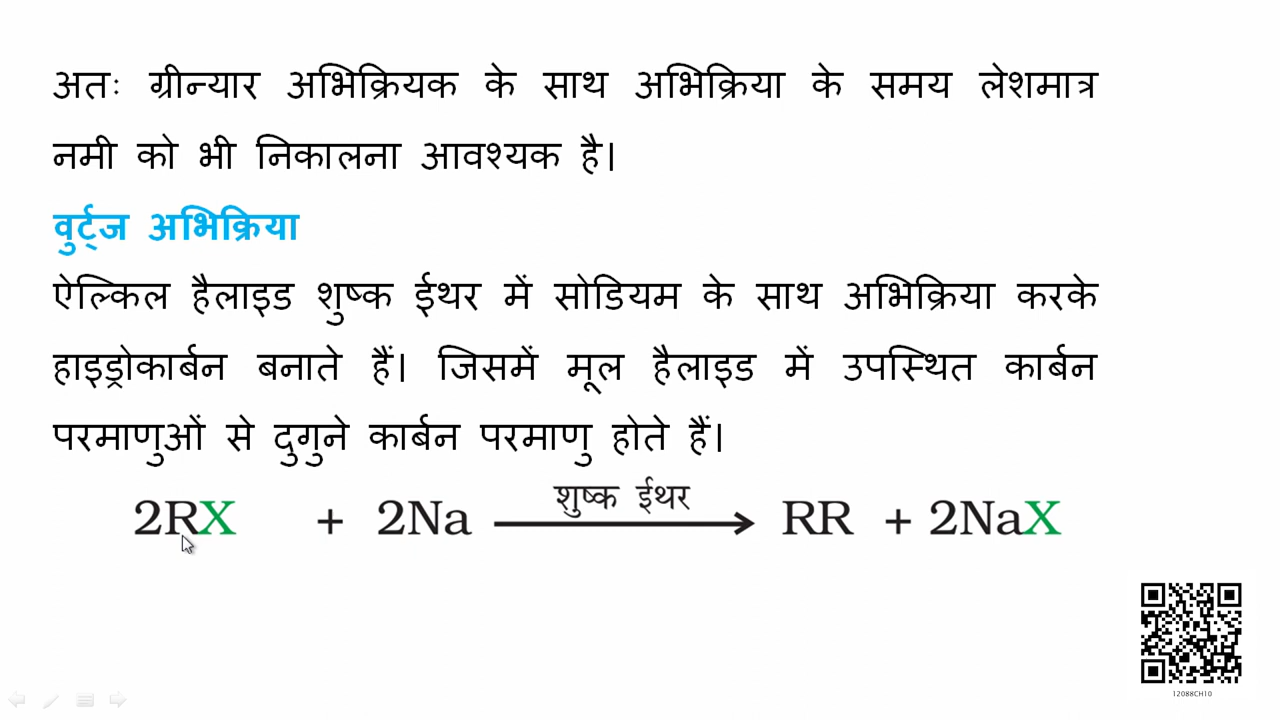 अतः ग्रीन्यार अभिक्रियक के साथ अभिक्रिया के समय लेशमात्र
नमी को भी निकालना आवश्यक है।
वुर्ट्ज अभिक्रिया
ऐल्किल हैलाइड शुष्क ईथर में सोडियम के साथ अभिक्रिया करके
हाइड्रोकार्बन बनाते हैं। जिसमें मूल हैलाइड में उपस्थित कार्बन
परमाणुओं से दुगुने कार्बन परमाणु होते हैं।
शुष्क ईथर
2RX + 2Na → RR + 2NaX
12088CH10